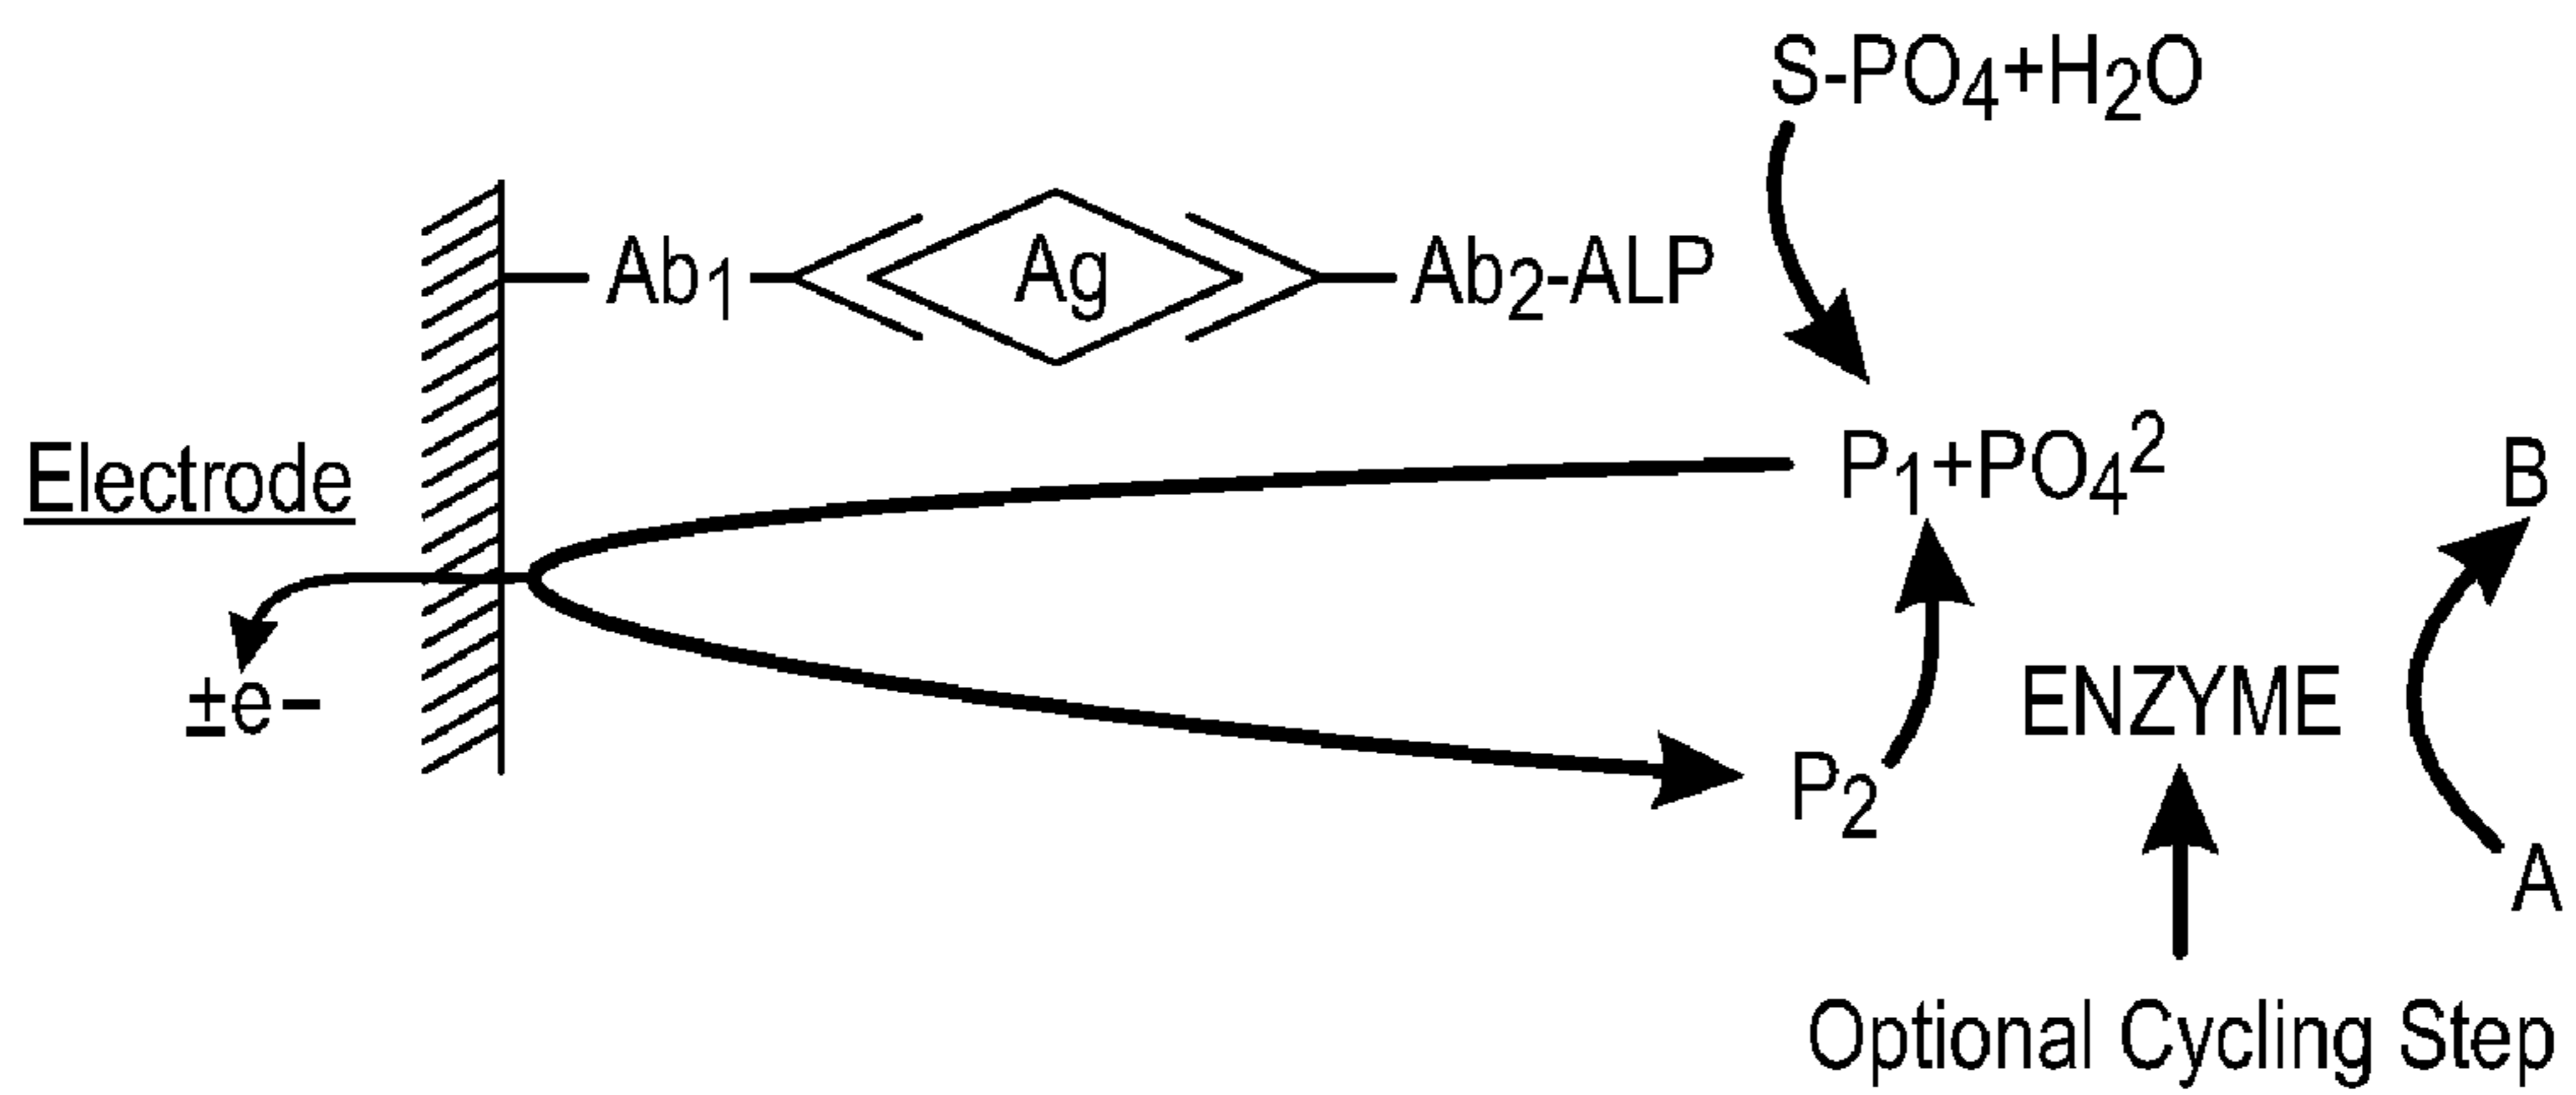 S-PO₄+H₂O
Ab₁ Ag Ab₂-ALP
Electrode P₁+PO₄² B
±e− ENZYME
P₂
A
Optional Cycling Step